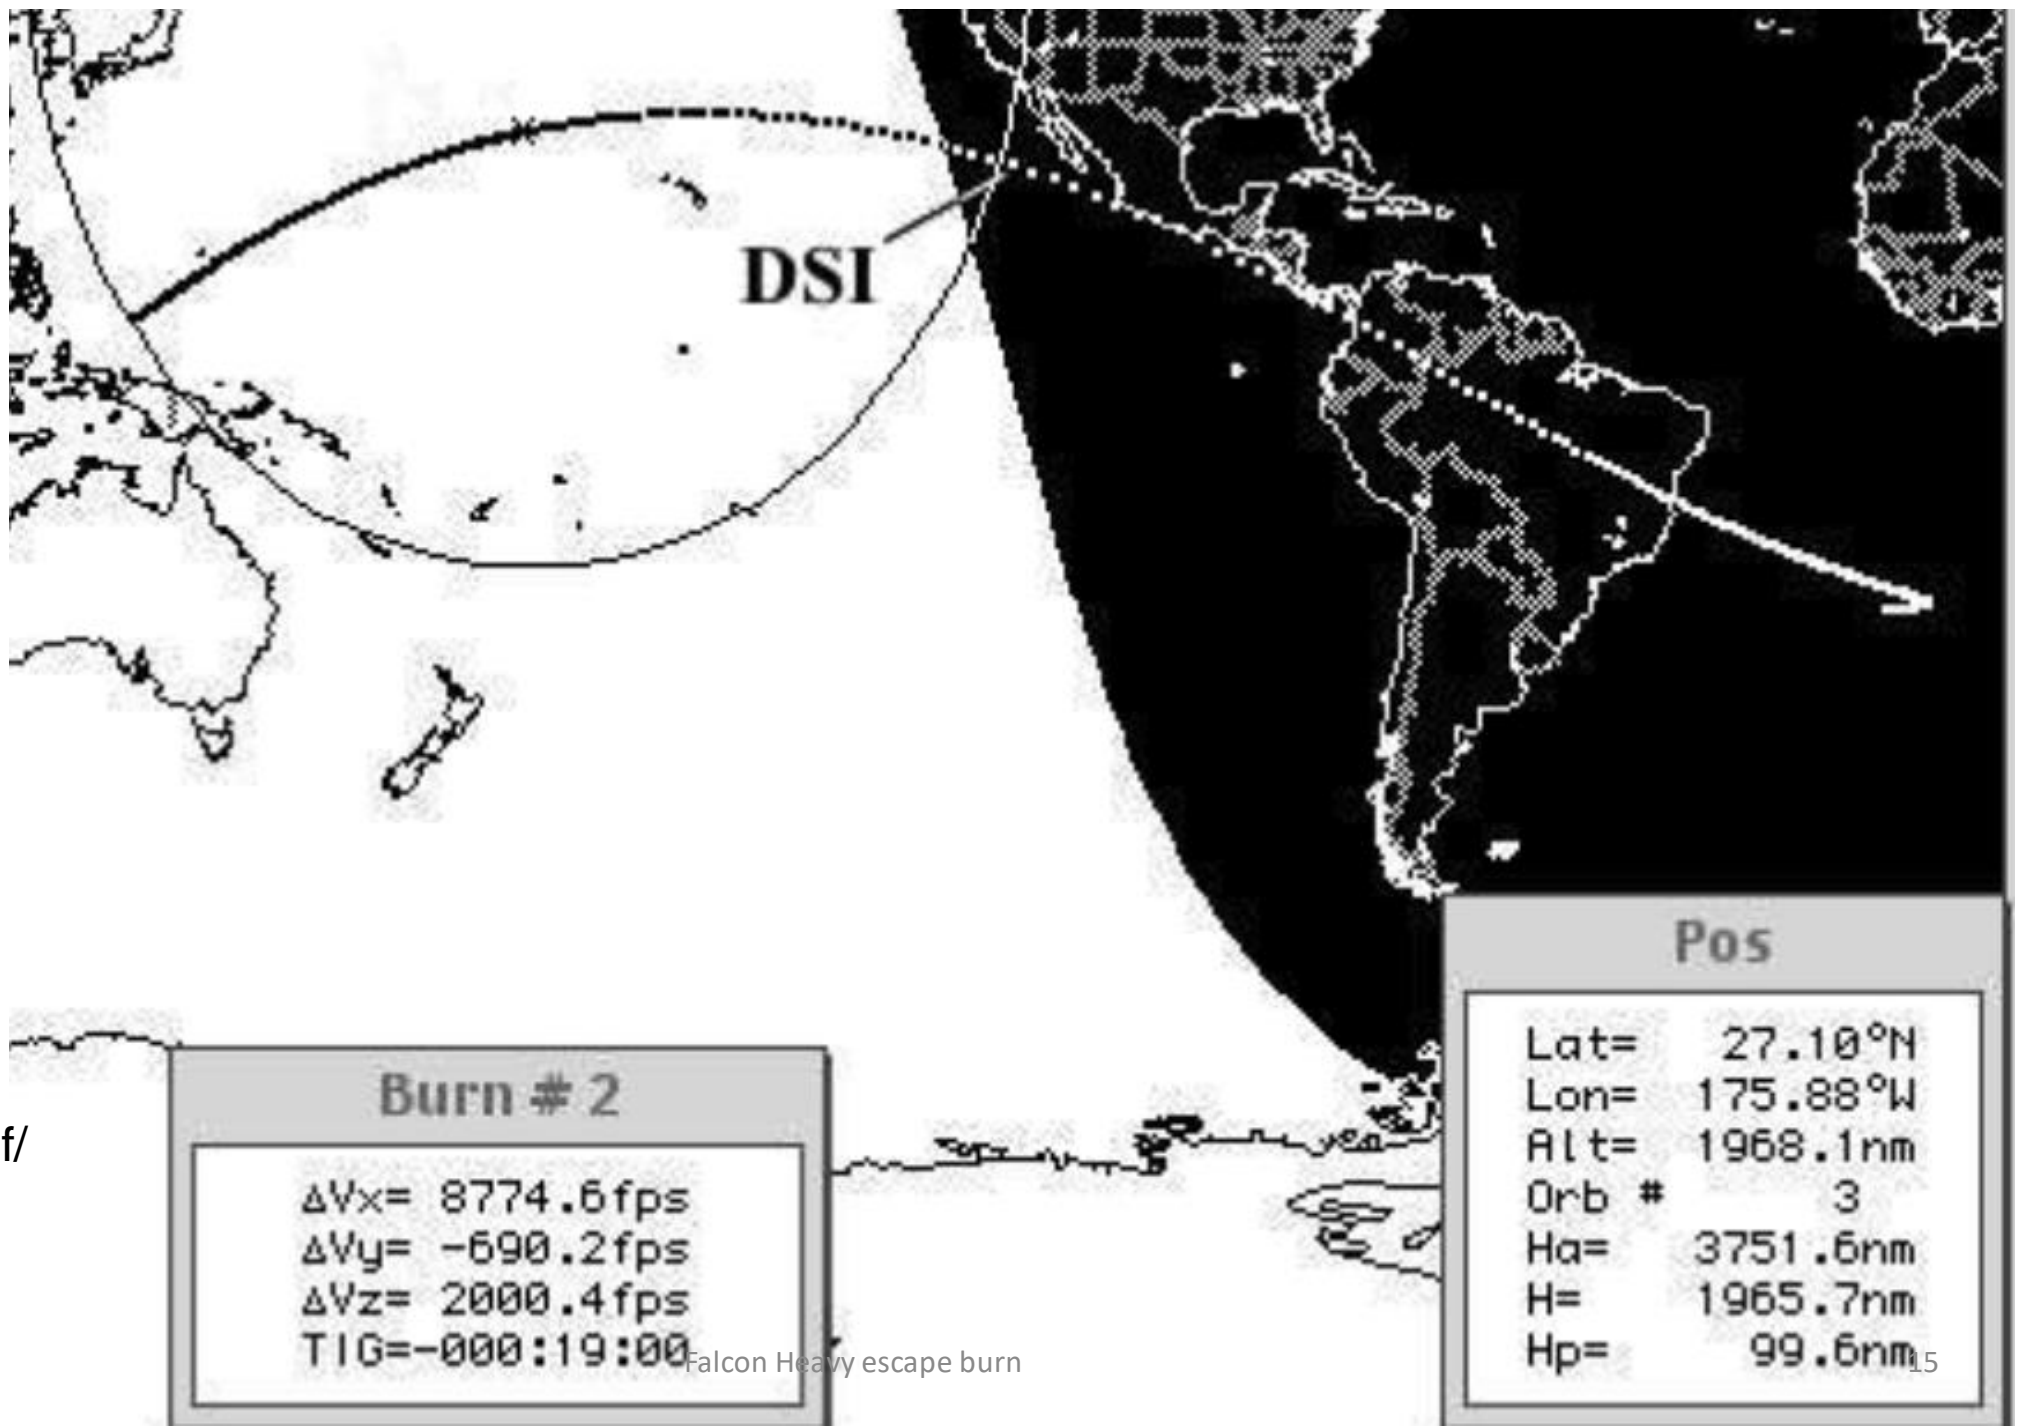 DSI
Pos
Lat= 27.10°N
Lon= 175.88°W
Alt= 1968.1nm
Orb # 3
Ha= 3751.6nm
H= 1965.7nm
Hp= 99.6nm
Burn # 2
ΔVx= 8774.6fps
ΔVy= -690.2fps
ΔVz= 2000.4fps
TIG=-000:19:00
f/
Falcon Heavy escape burn
15